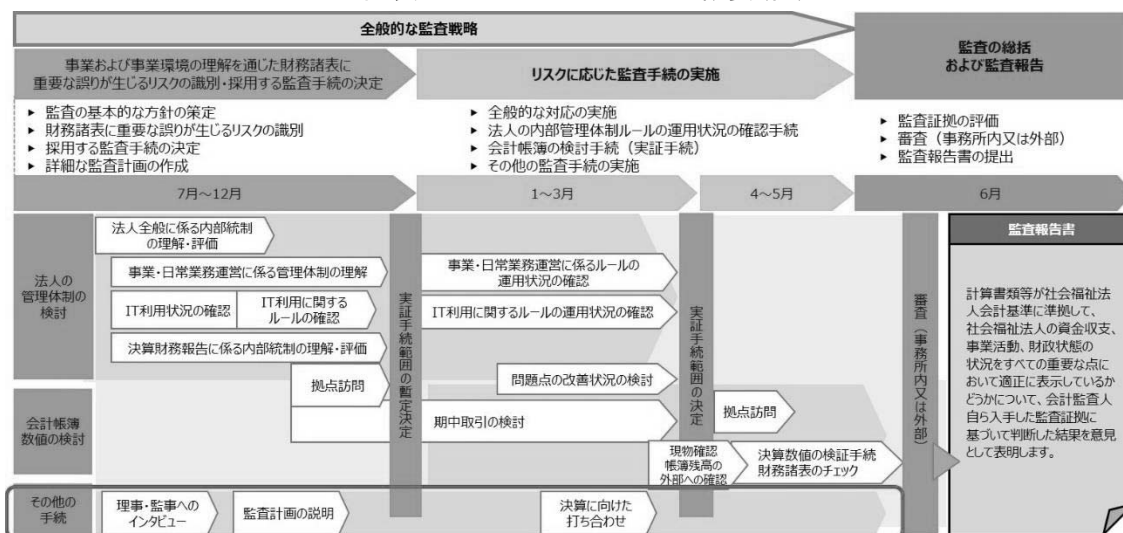 全般的な監査戦略
監査の総括
および監査報告
事業および事業環境の理解を通じた財務諸表に
重要な誤りが生じるリスクの識別・採用する監査手続の決定
リスクに応じた監査手続の実施
▶ 監査の基本的な方針の策定
▶ 財務諸表に重要な誤りが生じるリスクの識別
▶ 採用する監査手続の決定
▶ 詳細な監査計画の作成
▶ 全般的な対応の実施
▶ 法人の内部管理体制ルールの運用状況の確認手続
▶ 会計帳簿の検討手続（実証手続）
▶ その他の監査手続の実施
▶ 監査証拠の評価
▶ 審査（事務所内又は外部）
▶ 監査報告書の提出
7月～12月
1～3月
4～5月
6月
法人の
管理体制の
検討
法人全般に係る内部統制
の理解・評価
事業・日常業務運営に係る管理体制の理解
IT利用状況の確認
IT利用に関する
ルールの確認
決算財務報告に係る内部統制の理解・評価
拠点訪問
実証手続範囲の暫定決定
事業・日常業務運営に係るルールの
運用状況の確認
IT利用に関するルールの運用状況の確認
問題点の改善状況の検討
実証手続範囲の決定
会計帳簿
数値の検討
期中取引の検討
拠点訪問
現物確認
帳簿残高の
外部への確認
決算数値の検証手続
財務諸表のチェック
その他の
手続
理事・監事への
インタビュー
監査計画の説明
決算に向けた
打ち合わせ
審査（事務所内又は外部）
監査報告書
計算書類等が社会福祉法
人会計基準に準拠して、
社会福祉法人の資金収支、
事業活動、財政状態の
状況をすべての重要な点に
おいて適正に表示しているか
どうかについて、会計監査人
自ら入手した監査証拠に
基づいて判断した結果を意見
として表明します。